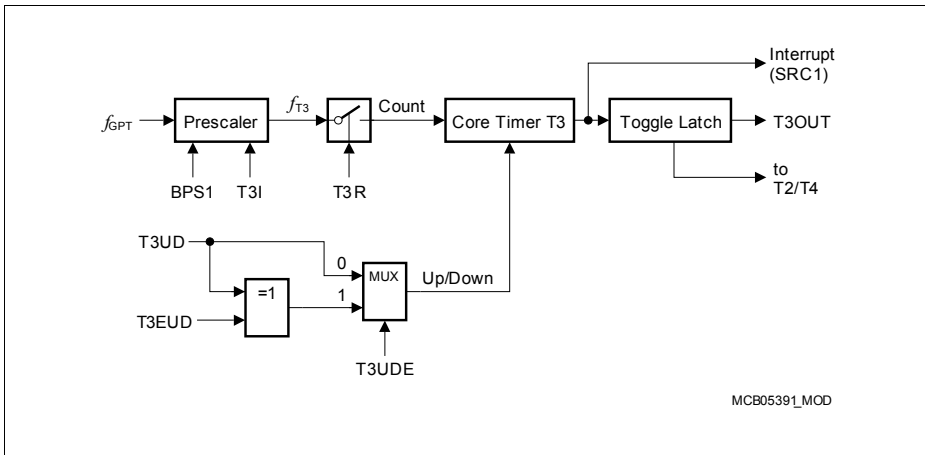 Interrupt
(SRC1)
fGPT
Prescaler
fT3
Count
Core Timer T3
Toggle Latch
T3OUT
BPS1
T3I
T3R
to
T2/T4
T3UD
0
MUX
Up/Down
=1
1
T3EUD
T3UDE
MCB05391_MOD